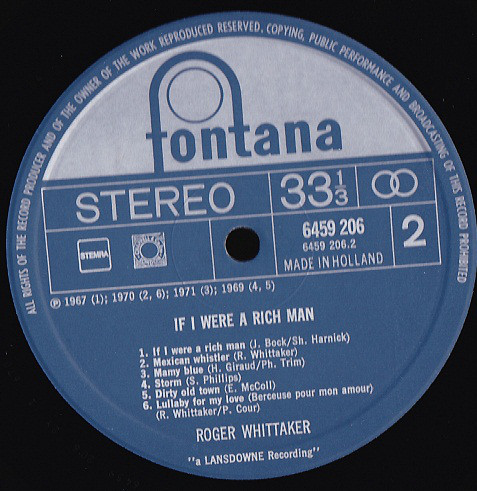 ALL RIGHTS OF THE RECORD PRODUCER AND OF THE OWNER OF THE WORK REPRODUCED RESERVED, COPYING, PUBLIC PERFORMANCE AND BROADCASTING OF THIS RECORD PROHIBITED
fontana
STEREO
33 1/3
STEMRA
6459 206
6459 206.2
2
MADE IN HOLLAND
℗ 1967 (1); 1970 (2, 6); 1971 (3); 1969 (4, 5)
IF I WERE A RICH MAN
1. If I were a rich man (J. Bock/Sh. Harnick)
2. Mexican whistler (R. Whittaker)
3. Mamy blue (H. Giraud/Ph. Trim)
4. Storm (S. Phillips)
5. Dirty old town (E. McColl)
6. Lullaby for my love (Berceuse pour mon amour)
(R. Whittaker/P. Cour)
ROGER WHITTAKER
"a LANSDOWNE Recording"